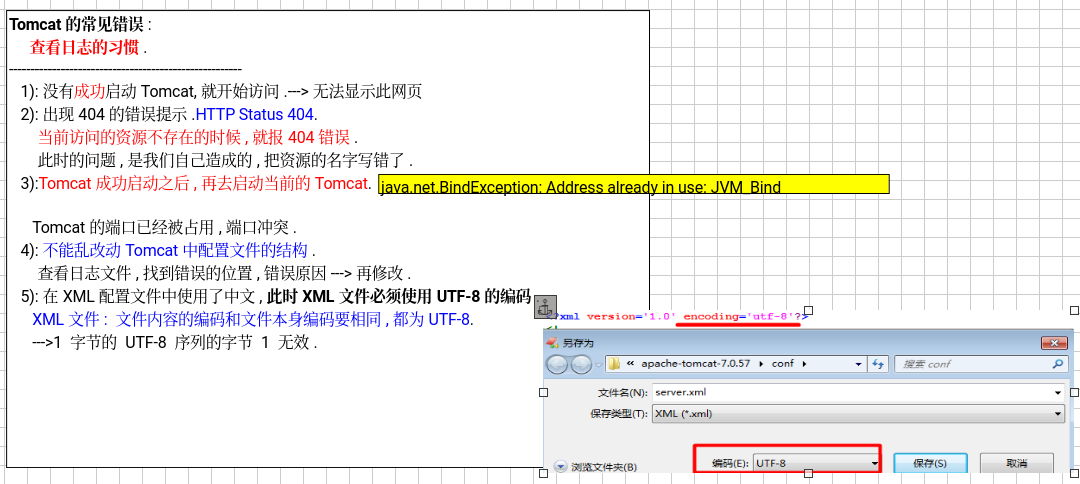 Tomcat 的常见错误 :
查看日志的习惯 .
-------------------------------------------------------
1): 没有成功启动 Tomcat, 就开始访问 .---> 无法显示此网页
2): 出现 404 的错误提示 .HTTP Status 404.
当前访问的资源不存在的时候 , 就报 404 错误 .
此时的问题 , 是我们自己造成的 , 把资源的名字写错了 .
3):Tomcat 成功启动之后 , 再去启动当前的 Tomcat. java.net.BindException: Address already in use: JVM_Bind
Tomcat 的端口已经被占用 , 端口冲突 .
4): 不能乱改动 Tomcat 中配置文件的结构 .
查看日志文件 , 找到错误的位置 , 错误原因 ---> 再修改 .
5): 在 XML 配置文件中使用了中文 , 此时 XML 文件必须使用 UTF-8 的编码
XML 文件 : 文件内容的编码和文件本身编码要相同 , 都为 UTF-8.
--->1 字节的 UTF-8 序列的字节 1 无效 .
?xml version='1.0' encoding='utf-8'?>
另存为
« apache-tomcat-7.0.57 ▸ conf ▸ 搜索 conf
文件名(N): server.xml
保存类型(T): XML (*.xml)
浏览文件夹(B) 编码(E): UTF-8 保存(S) 取消